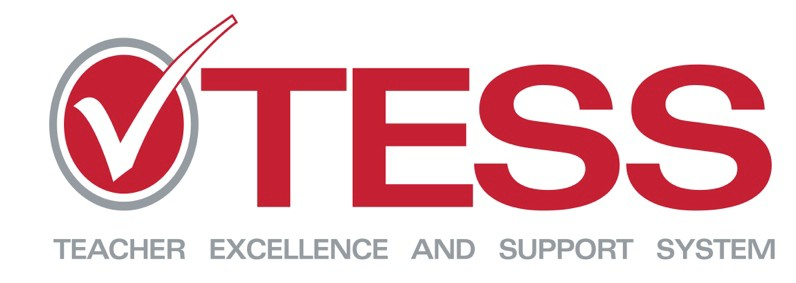 TESS
TEACHER EXCELLENCE AND SUPPORT SYSTEM